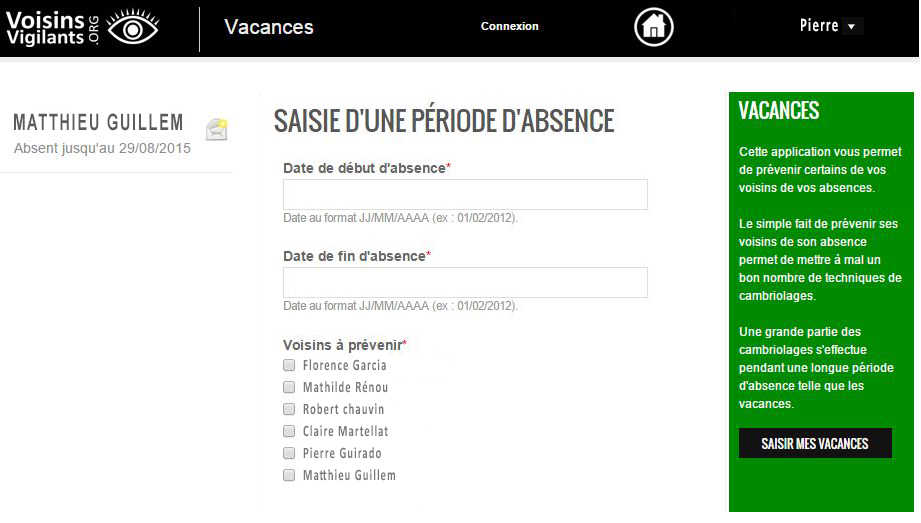 Voisins
Vigilants .ORG
Vacances
Connexion
Pierre
MATTHIEU GUILLEM
Absent jusqu'au 29/08/2015
SAISIE D'UNE PÉRIODE D'ABSENCE
Date de début d'absence*
Date au format JJ/MM/AAAA (ex : 01/02/2012).
Date de fin d'absence*
Date au format JJ/MM/AAAA (ex : 01/02/2012).
Voisins à prévenir*
Florence Garcia
Mathilde Rénou
Robert chauvin
Claire Martellat
Pierre Guirado
Matthieu Guillem
VACANCES
Cette application vous permet
de prévenir certains de vos
voisins de vos absences.
Le simple fait de prévenir ses
voisins de son absence
permet de mettre à mal un
bon nombre de techniques de
cambriolages.
Une grande partie des
cambriolages s'effectue
pendant une longue période
d'absence telle que les
vacances.
SAISIR MES VACANCES